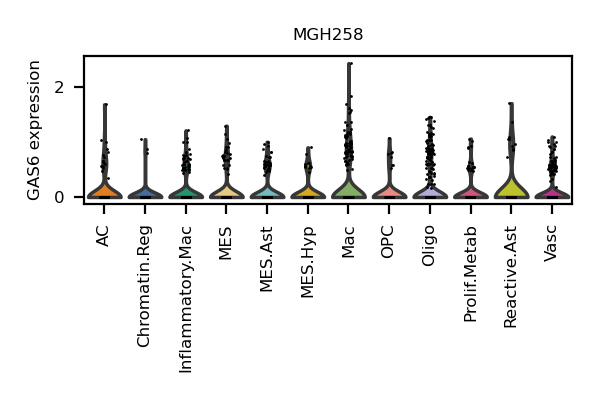 MGH258
GAS6 expression
2
0
AC
Chromatin.Reg
Inflammatory.Mac
MES
MES.Ast
MES.Hyp
Mac
OPC
Oligo
Prolif.Metab
Reactive.Ast
Vasc